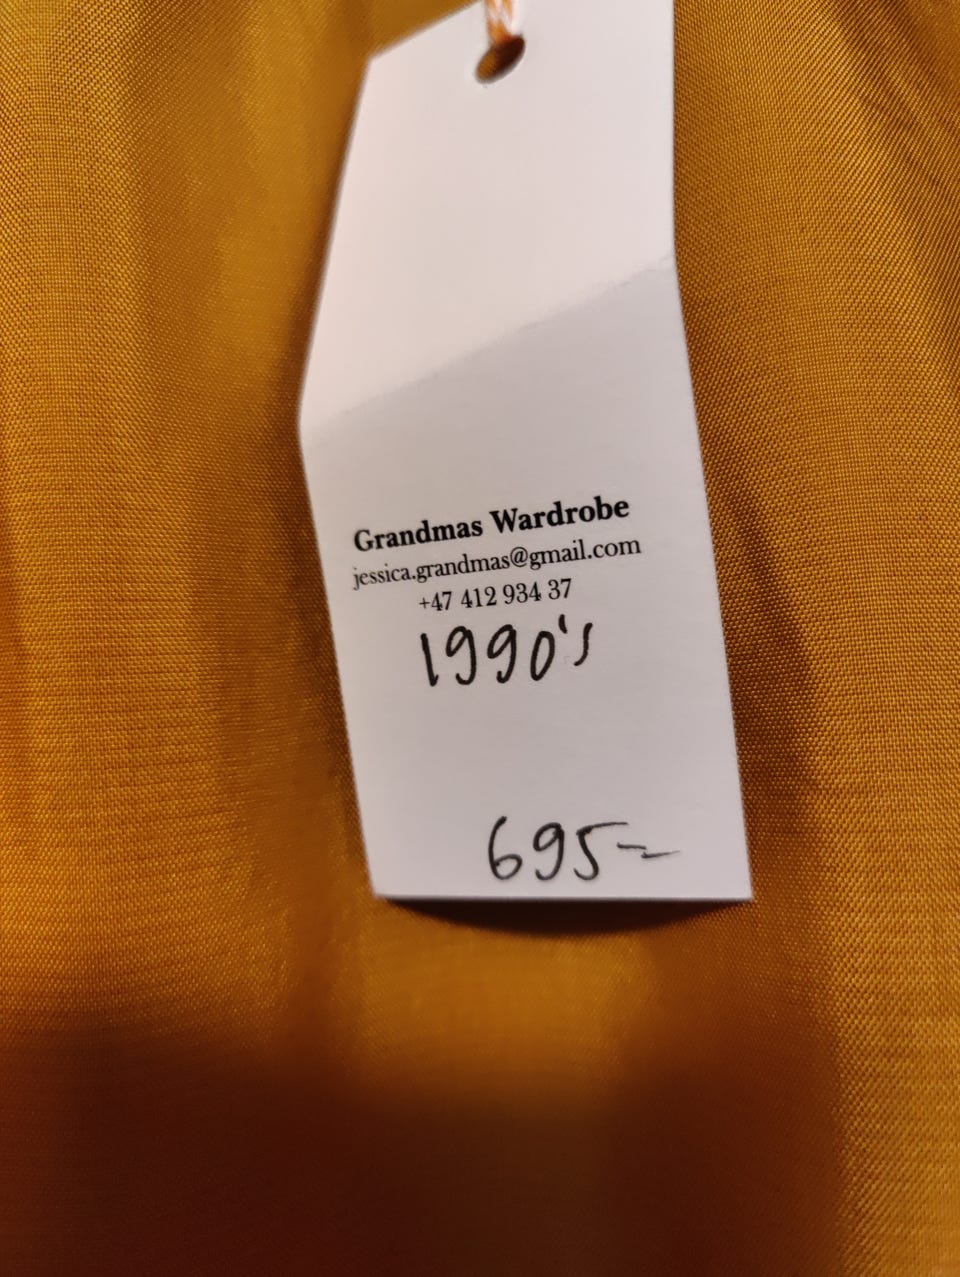 Grandmas Wardrobe
jessica.grandmas@gmail.com
+47 412 934 37
1990's
695-